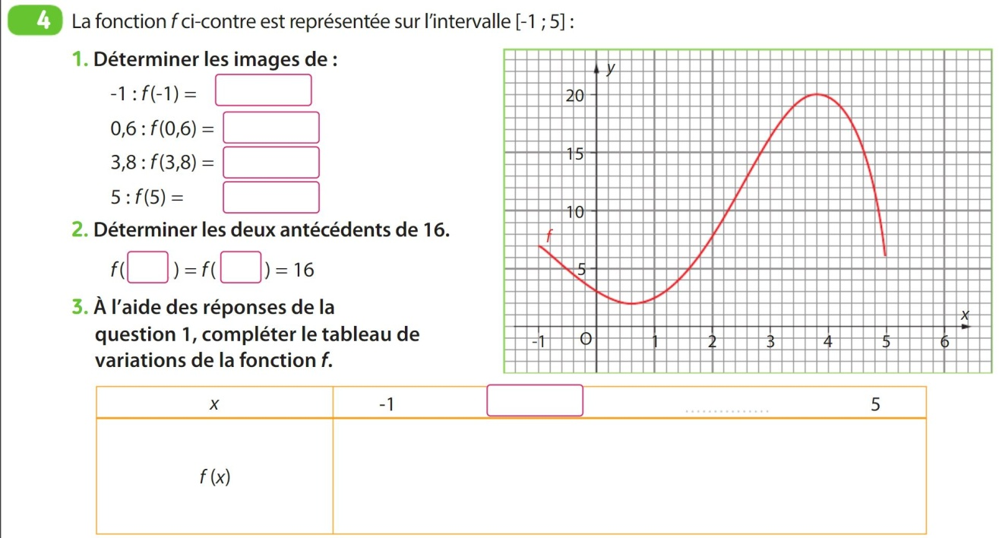 4 La fonction f ci-contre est représentée sur l'intervalle [-1 ; 5] :
1. Déterminer les images de :
-1 : f(-1) =
0,6 : f(0,6) =
3,8 : f(3,8) =
5 : f(5) =
2. Déterminer les deux antécédents de 16.
f( ) = f( ) = 16
3. À l'aide des réponses de la
question 1, compléter le tableau de
variations de la fonction f.
y
20
15
10
f
5
x
-1 O 1 2 3 4 5 6
x -1 ............... 5
f (x)